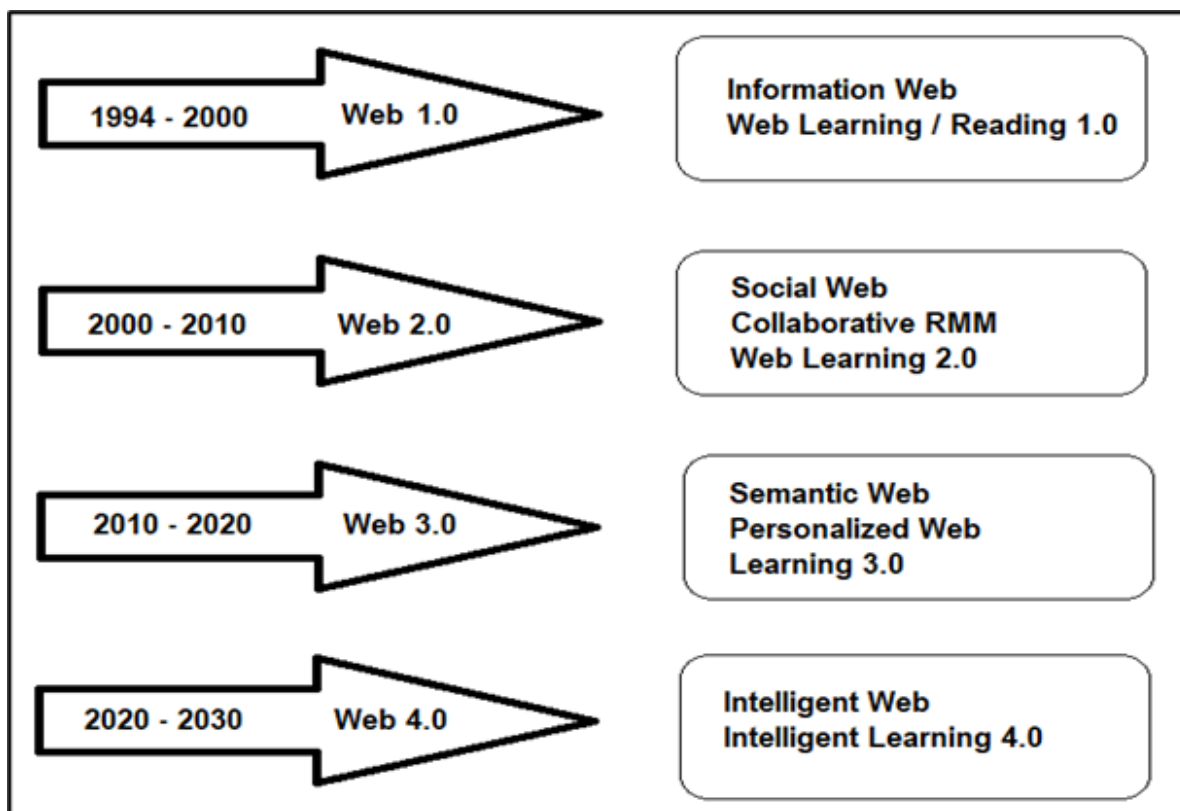 1994 - 2000 Web 1.0
Information Web
Web Learning / Reading 1.0
2000 - 2010 Web 2.0
Social Web
Collaborative RMM
Web Learning 2.0
2010 - 2020 Web 3.0
Semantic Web
Personalized Web
Learning 3.0
2020 - 2030 Web 4.0
Intelligent Web
Intelligent Learning 4.0